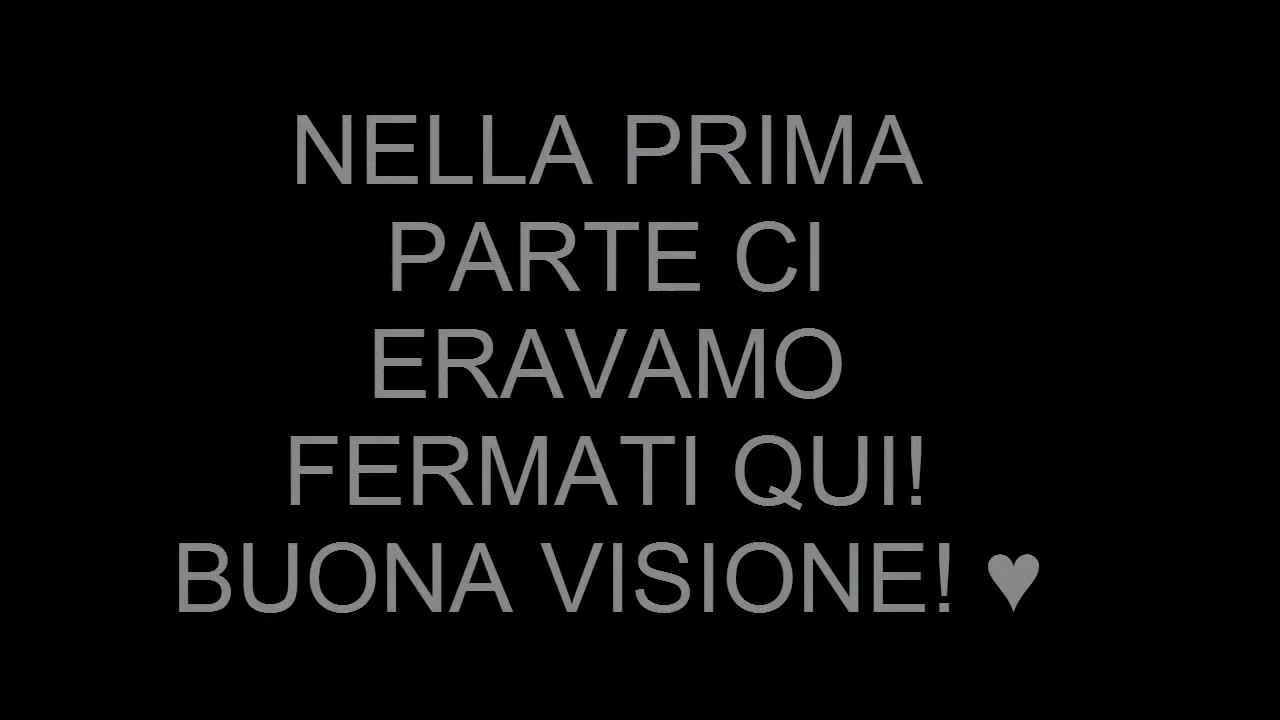 NELLA PRIMA
PARTE CI
ERAVAMO
FERMATI QUI!
BUONA VISIONE! ♥